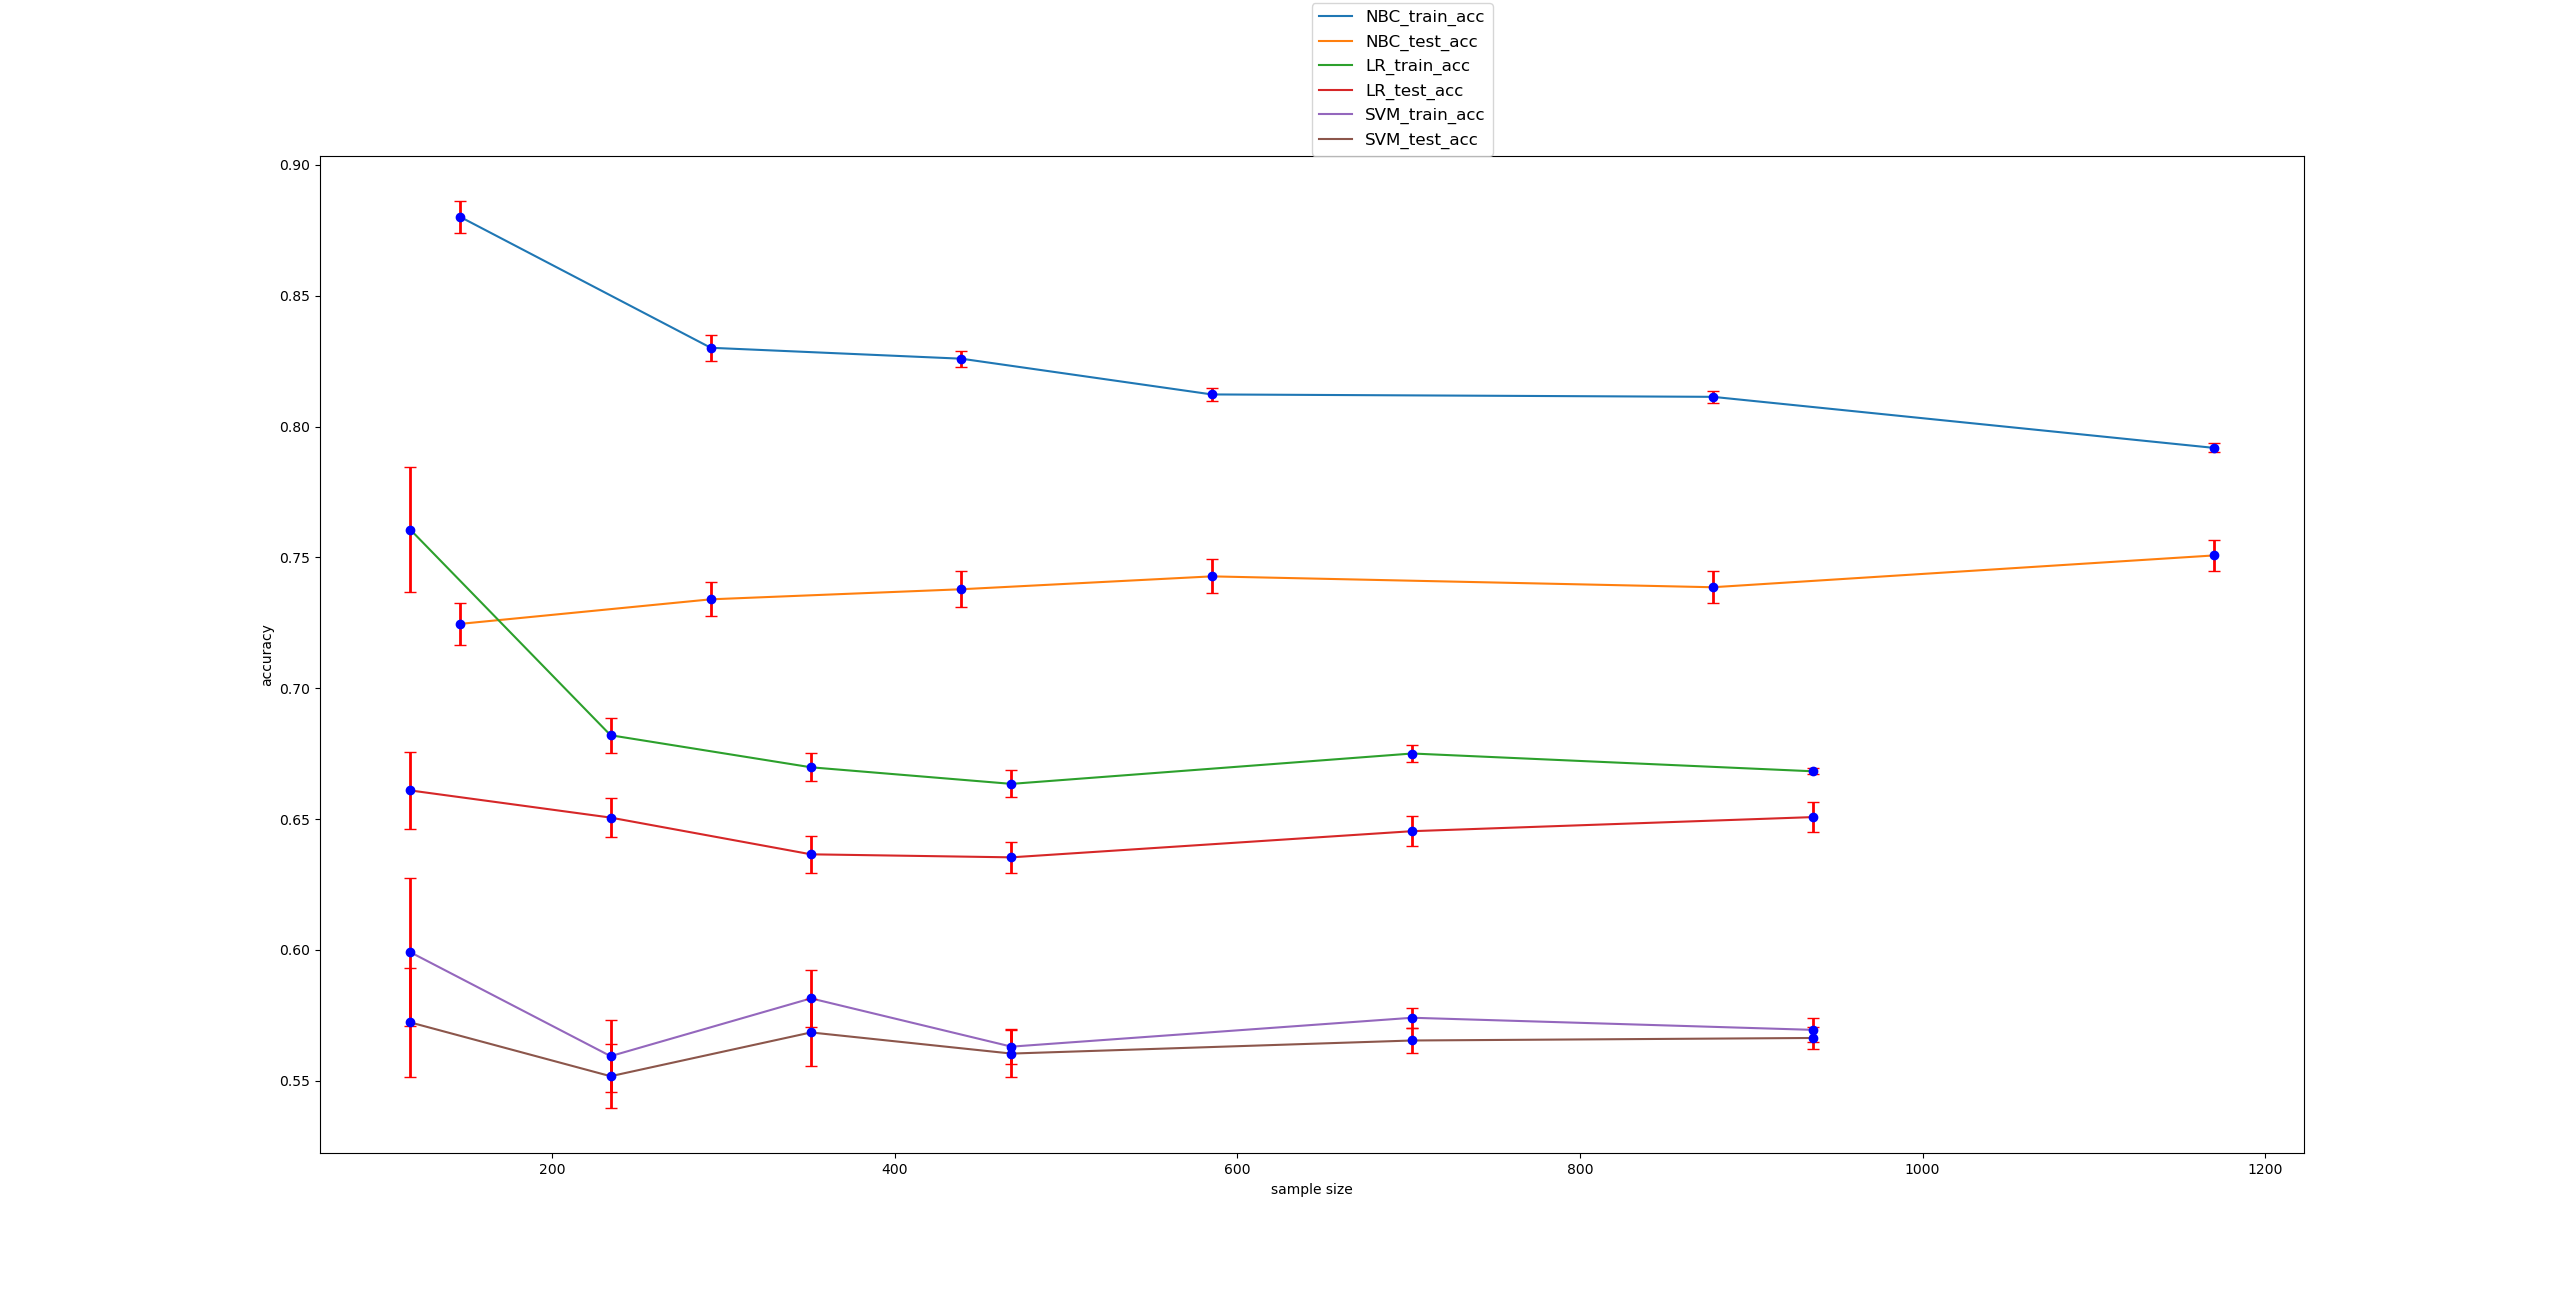 NBC_train_acc
NBC_test_acc
LR_train_acc
LR_test_acc
SVM_train_acc
SVM_test_acc
0.90
0.85
0.80
0.75
0.70
0.65
0.60
0.55
accuracy
200 400 600 800 1000 1200
sample size